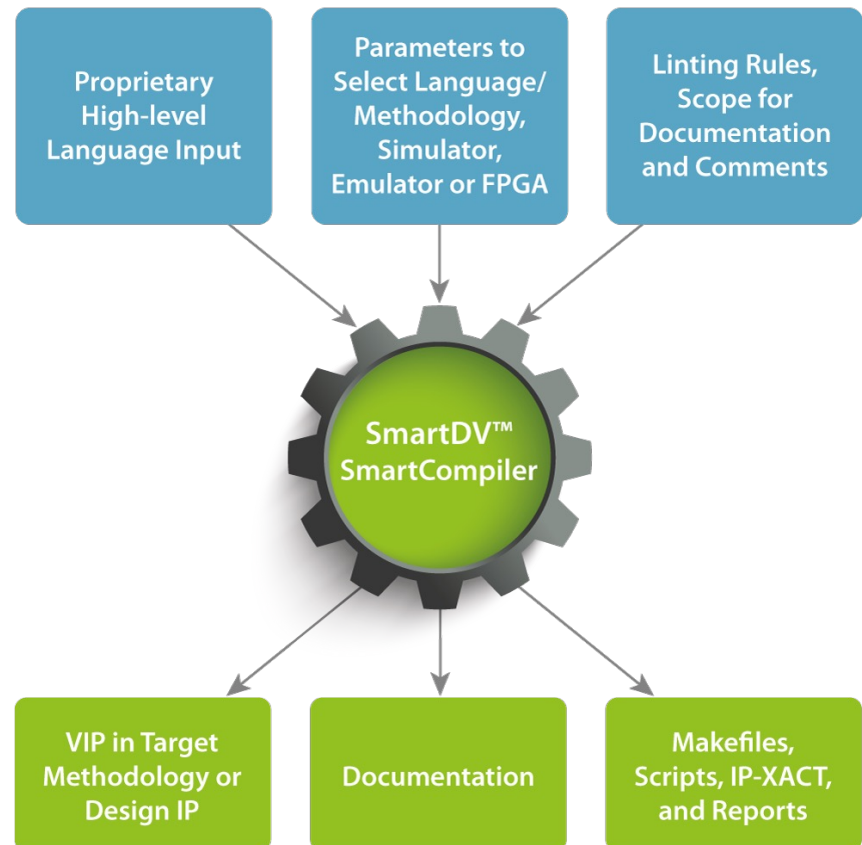 Proprietary
High-level
Language Input
Parameters to
Select Language/
Methodology,
Simulator,
Emulator or FPGA
Linting Rules,
Scope for
Documentation
and Comments
SmartDV™
SmartCompiler
VIP in Target
Methodology or
Design IP
Documentation
Makefiles,
Scripts, IP-XACT,
and Reports